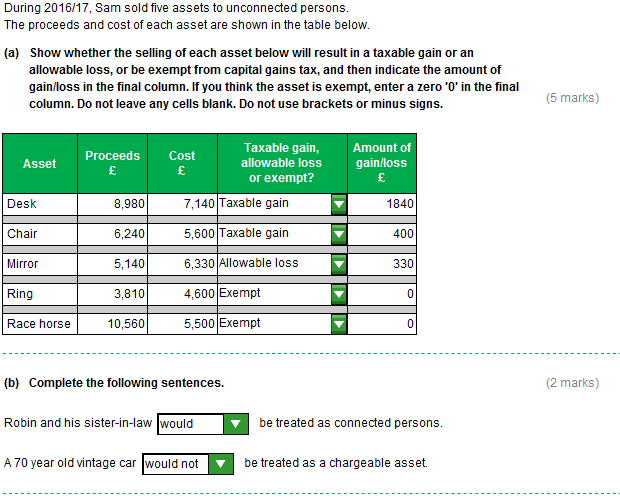 During 2016/17, Sam sold five assets to unconnected persons.
The proceeds and cost of each asset are shown in the table below.
(a) Show whether the selling of each asset below will result in a taxable gain or an
allowable loss, or be exempt from capital gains tax, and then indicate the amount of
gain/loss in the final column. If you think the asset is exempt, enter a zero '0' in the final
column. Do not leave any cells blank. Do not use brackets or minus signs. (5 marks)
Asset Proceeds £ Cost £ Taxable gain, allowable loss or exempt? Amount of gain/loss £
Desk 8,980 7,140 Taxable gain 1840
Chair 6,240 5,600 Taxable gain 400
Mirror 5,140 6,330 Allowable loss 330
Ring 3,810 4,600 Exempt 0
Race horse 10,560 5,500 Exempt 0
(b) Complete the following sentences. (2 marks)
Robin and his sister-in-law would be treated as connected persons.
A 70 year old vintage car would not be treated as a chargeable asset.